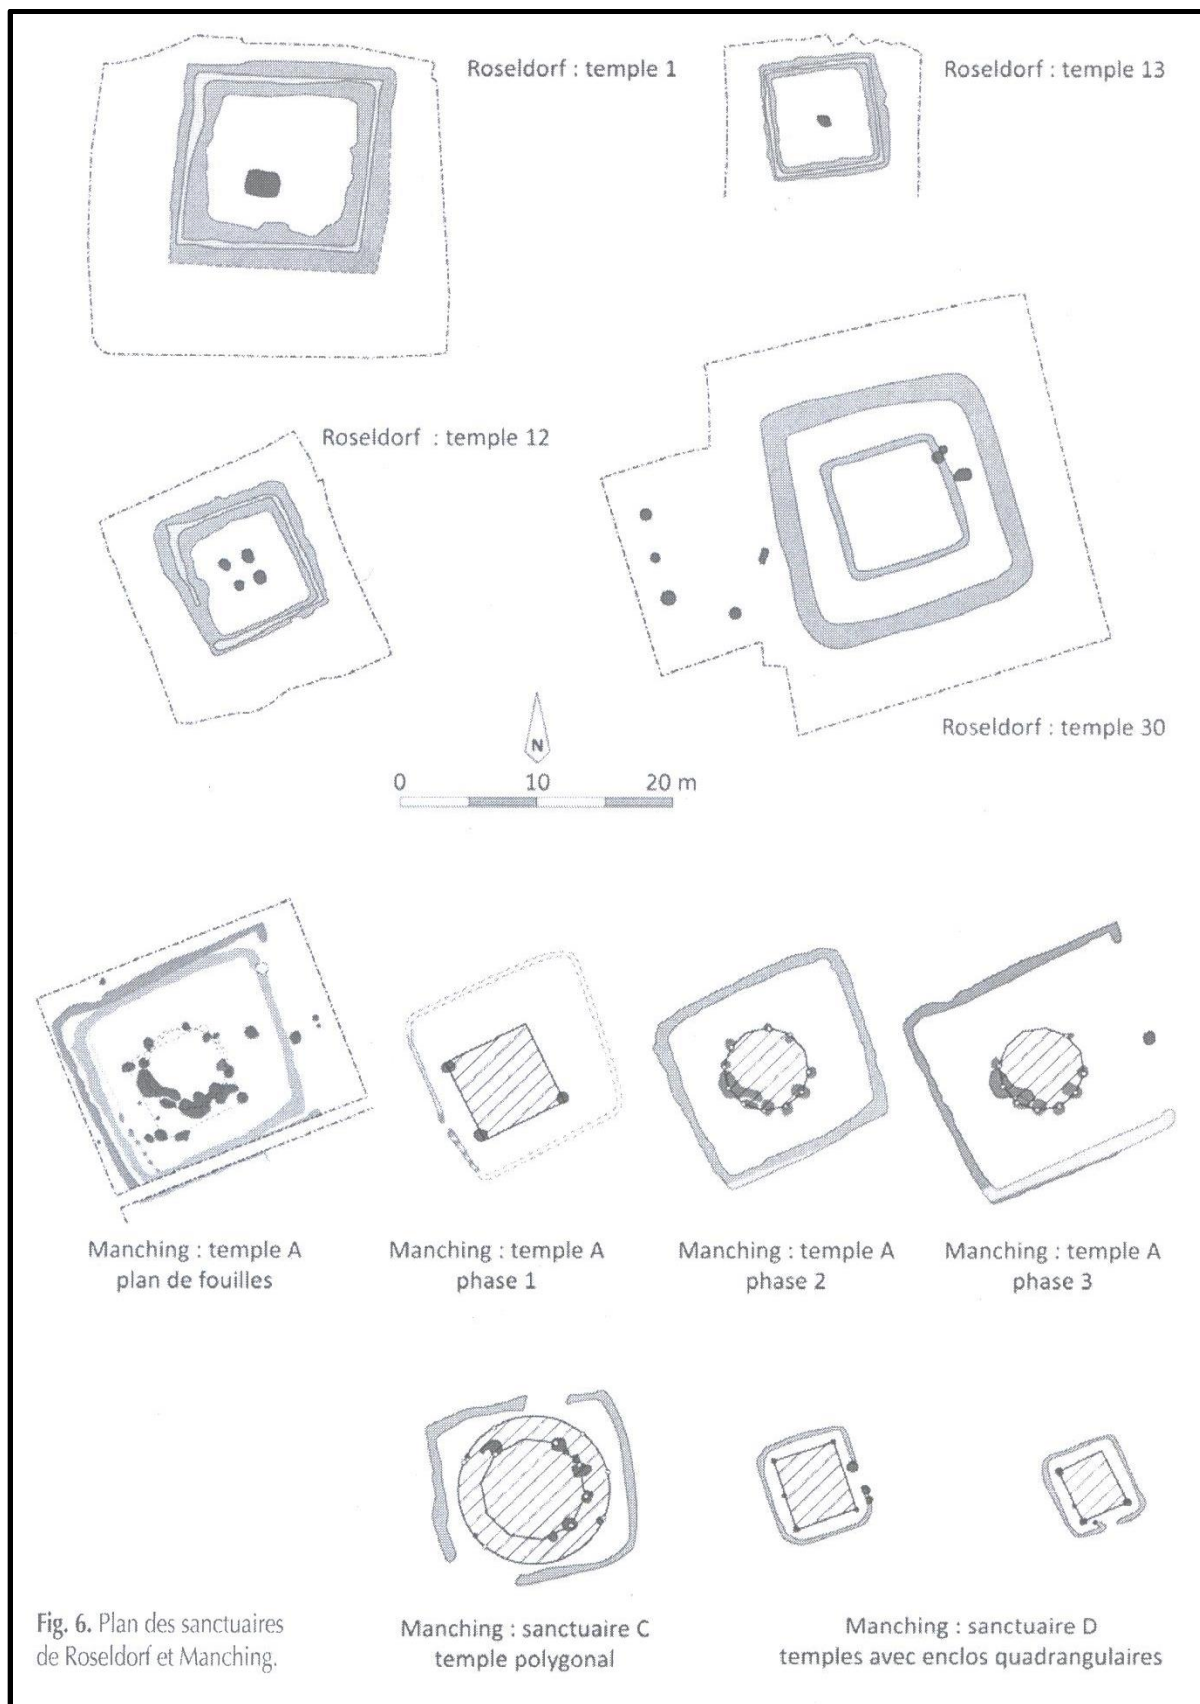 Roseldorf : temple 1
Roseldorf : temple 13
Roseldorf : temple 12
Roseldorf : temple 30
N
0 10 20 m
Manching : temple A
plan de fouilles
Manching : temple A
phase 1
Manching : temple A
phase 2
Manching : temple A
phase 3
Fig. 6. Plan des sanctuaires
de Roseldorf et Manching.
Manching : sanctuaire C
temple polygonal
Manching : sanctuaire D
temples avec enclos quadrangulaires